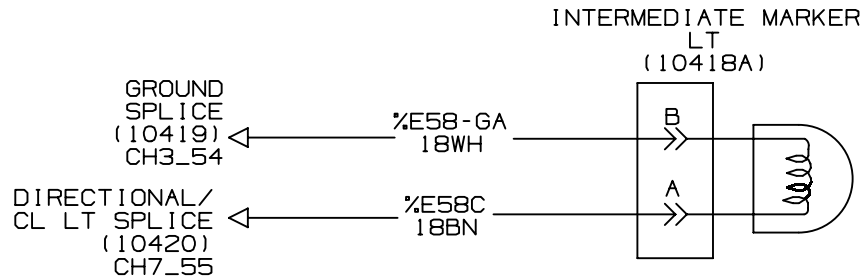 INTERMEDIATE MARKER
LT
(10418A)
GROUND
SPLICE
(10419)
CH3_54
%E58-GA
18WH
B
DIRECTIONAL/
CL LT SPLICE
(10420)
CH7_55
%E58C
18BN
A